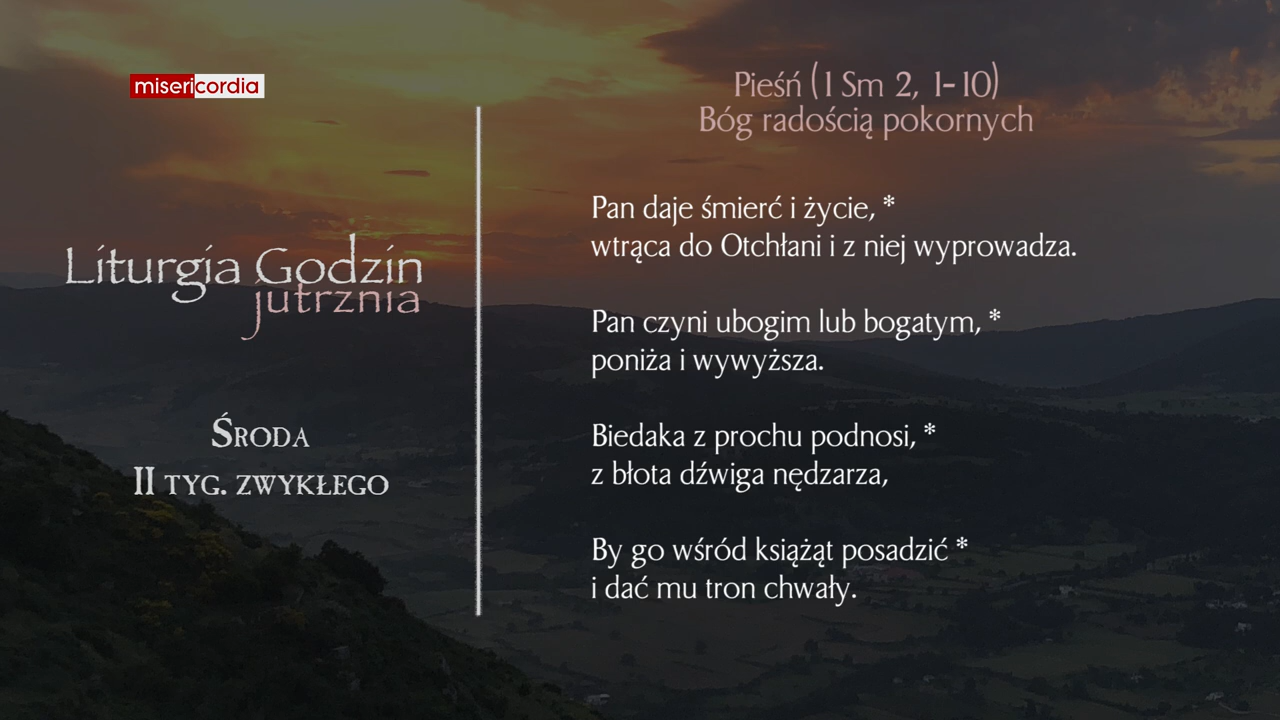 misericordia
Liturgia Godzin
jutrznia
Środa
II tyg. zwykłego
Pieśń (1 Sm 2, 1-10)
Bóg radością pokornych
Pan daje śmierć i życie, *
wtrąca do Otchłani i z niej wyprowadza.
Pan czyni ubogim lub bogatym, *
poniża i wywyższa.
Biedaka z prochu podnosi, *
z błota dźwiga nędzarza,
By go wśród książąt posadzić *
i dać mu tron chwały.